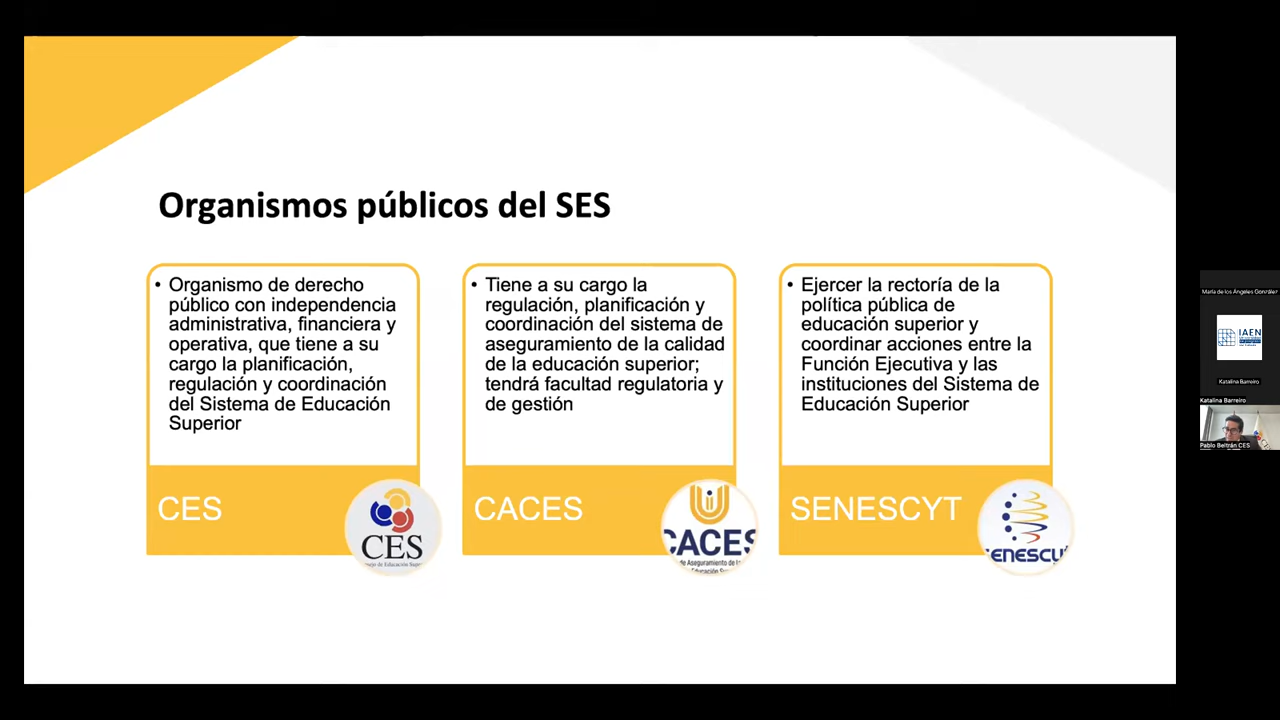 Organismos públicos del SES
• Organismo de derecho
público con independencia
administrativa, financiera y
operativa, que tiene a su
cargo la planificación,
regulación y coordinación
del Sistema de Educación
Superior
CES
CES
• Tiene a su cargo la
regulación, planificación y
coordinación del sistema de
aseguramiento de la calidad
de la educación superior;
tendrá facultad regulatoria y
de gestión
CACES
CACES
de Aseguramiento de la
• Ejercer la rectoría de la
política pública de
educación superior y
coordinar acciones entre la
Función Ejecutiva y las
instituciones del Sistema de
Educación Superior
SENESCYT
María de los Ángeles González
IAEN
Katalina Barreiro
Katalina Barreiro
Pablo Beltrán CES